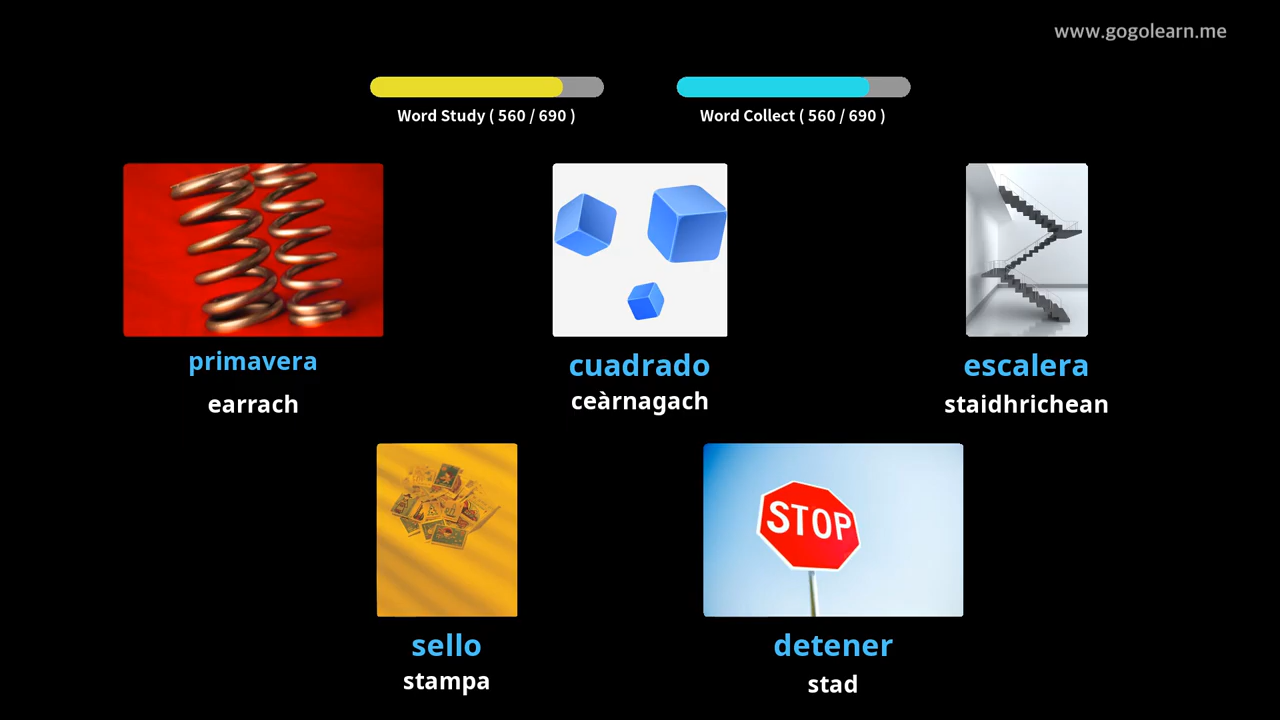 www.gogolearn.me
Word Study ( 560 / 690 )
Word Collect ( 560 / 690 )
primavera
earrach
cuadrado
ceàrnagach
escalera
staidhrichean
STOP
sello
stampa
detener
stad